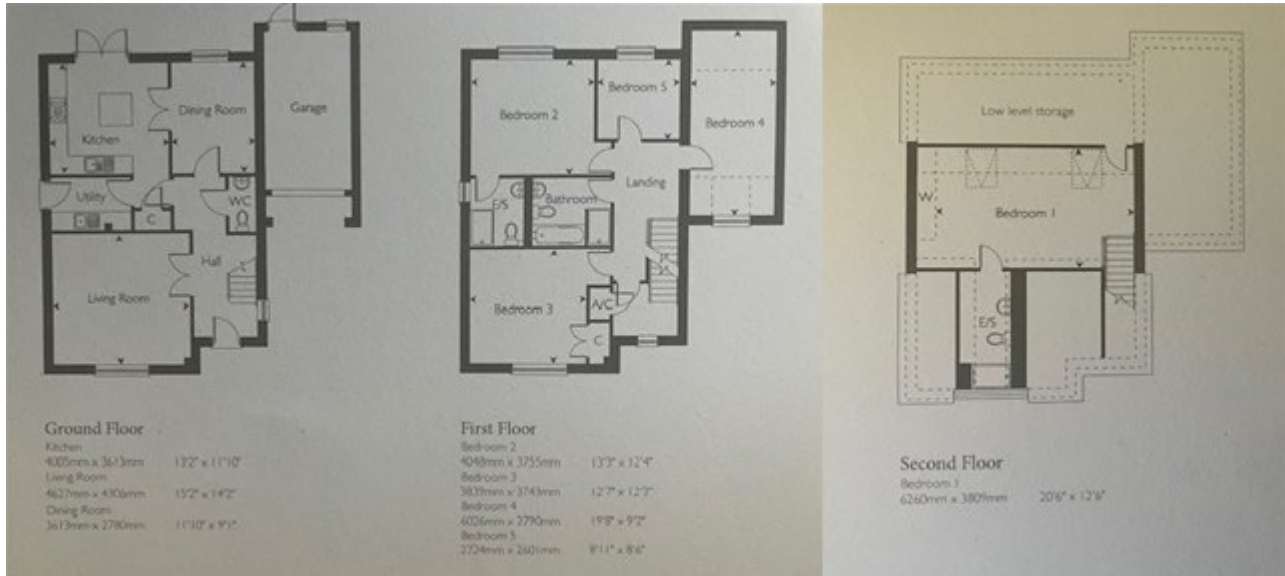 Kitchen
Dining Room
Garage
Utility
C
WC
Hall
Living Room
Ground Floor
Kitchen
4005mm x 3613mm 13'2" x 11'10"
Living Room
4627mm x 4306mm 15'2" x 14'2"
Dining Room
3613mm x 2780mm 11'10" x 9'1"
Bedroom 2
Bedroom 5
Bedroom 4
Landing
E/S
Bathroom
Bedroom 3
A/C
C
First Floor
Bedroom 2
4048mm x 3755mm 13'3" x 12'4"
Bedroom 3
3839mm x 3743mm 12'7" x 12'3"
Bedroom 4
6026mm x 2790mm 19'8" x 9'2"
Bedroom 5
2724mm x 2601mm 8'11" x 8'6"
Low level storage
W
Bedroom 1
E/S
Second Floor
Bedroom 1
6260mm x 3809mm 20'6" x 12'6"